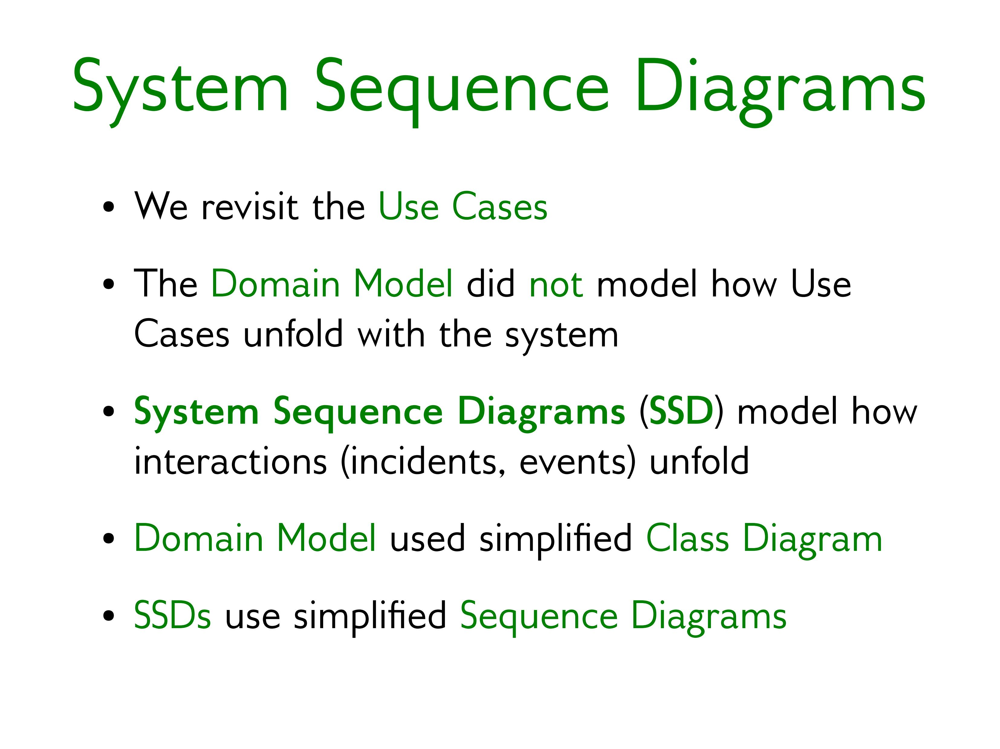 System Sequence Diagrams
• We revisit the Use Cases
• The Domain Model did not model how Use
Cases unfold with the system
• System Sequence Diagrams (SSD) model how
interactions (incidents, events) unfold
• Domain Model used simplified Class Diagram
• SSDs use simplified Sequence Diagrams